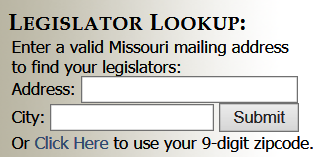 LEGISLATOR LOOKUP:
Enter a valid Missouri mailing address
to find your legislators:
Address:
City: Submit
Or Click Here to use your 9-digit zipcode.